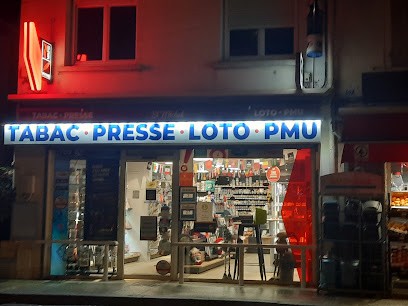 TABAC PRESSE LOTO • PMU
TABAC • PRESSE • LOTO • PMU